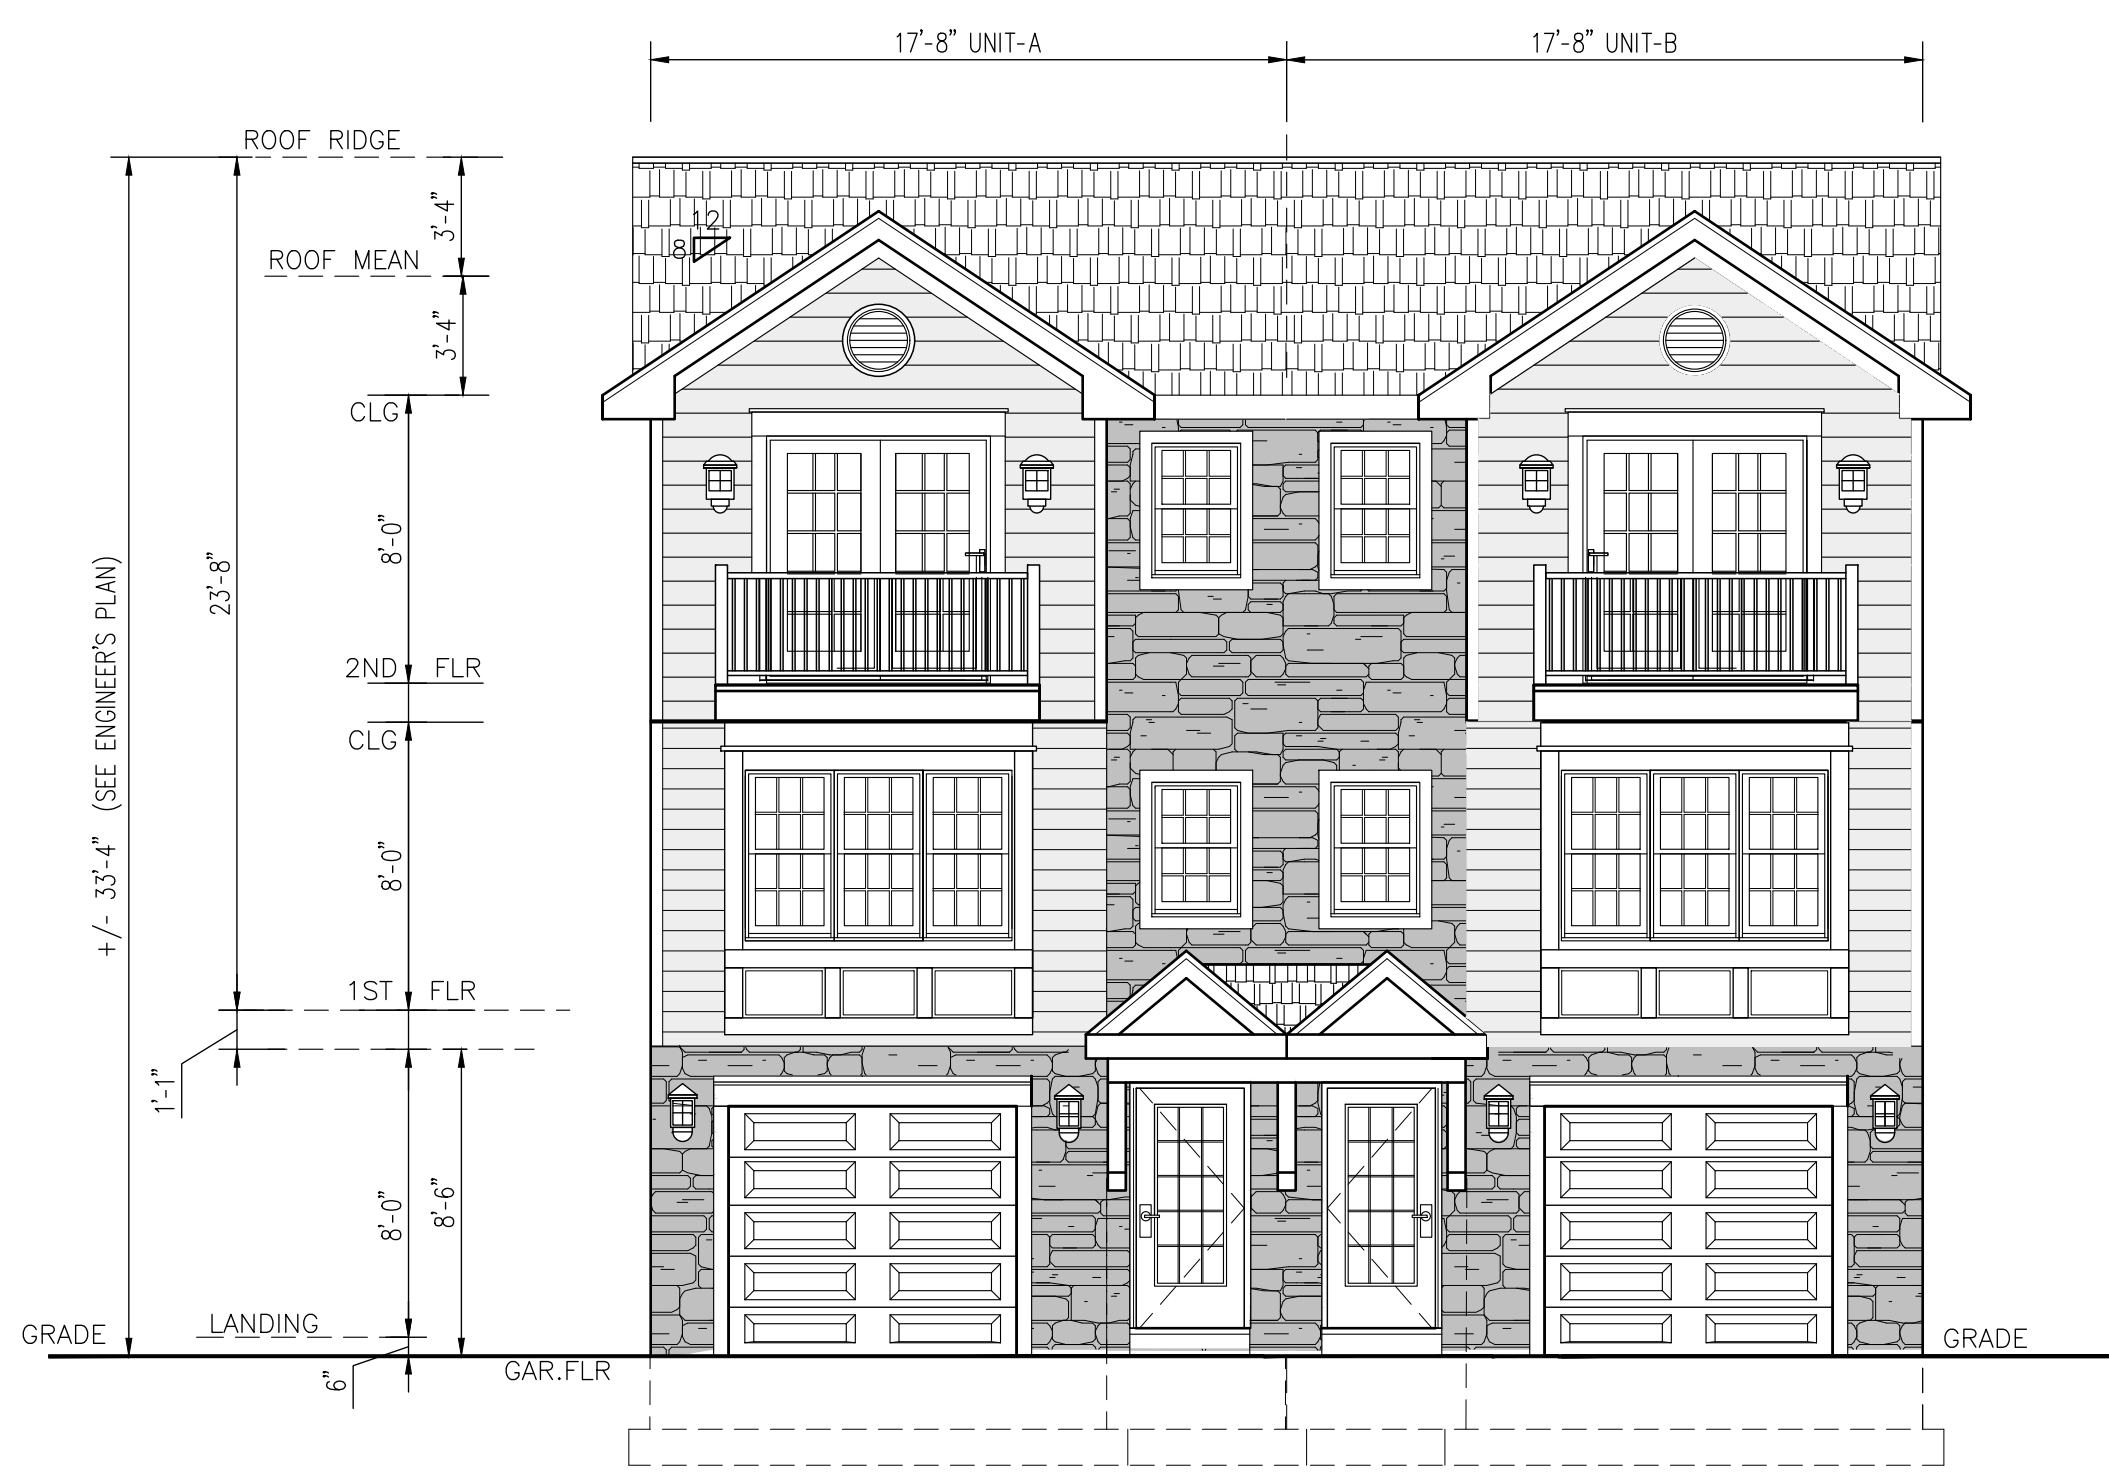 17'-8" UNIT-A
17'-8" UNIT-B
ROOF RIDGE
3'-4"
12
8
ROOF MEAN
3'-4"
CLG
8'-0"
23'-8"
+/- 33'-4" (SEE ENGINEER'S PLAN)
2ND FLR
CLG
8'-0"
1ST FLR
1'-1"
8'-0"
8'-6"
LANDING
GRADE
GRADE
GAR.FLR
6"